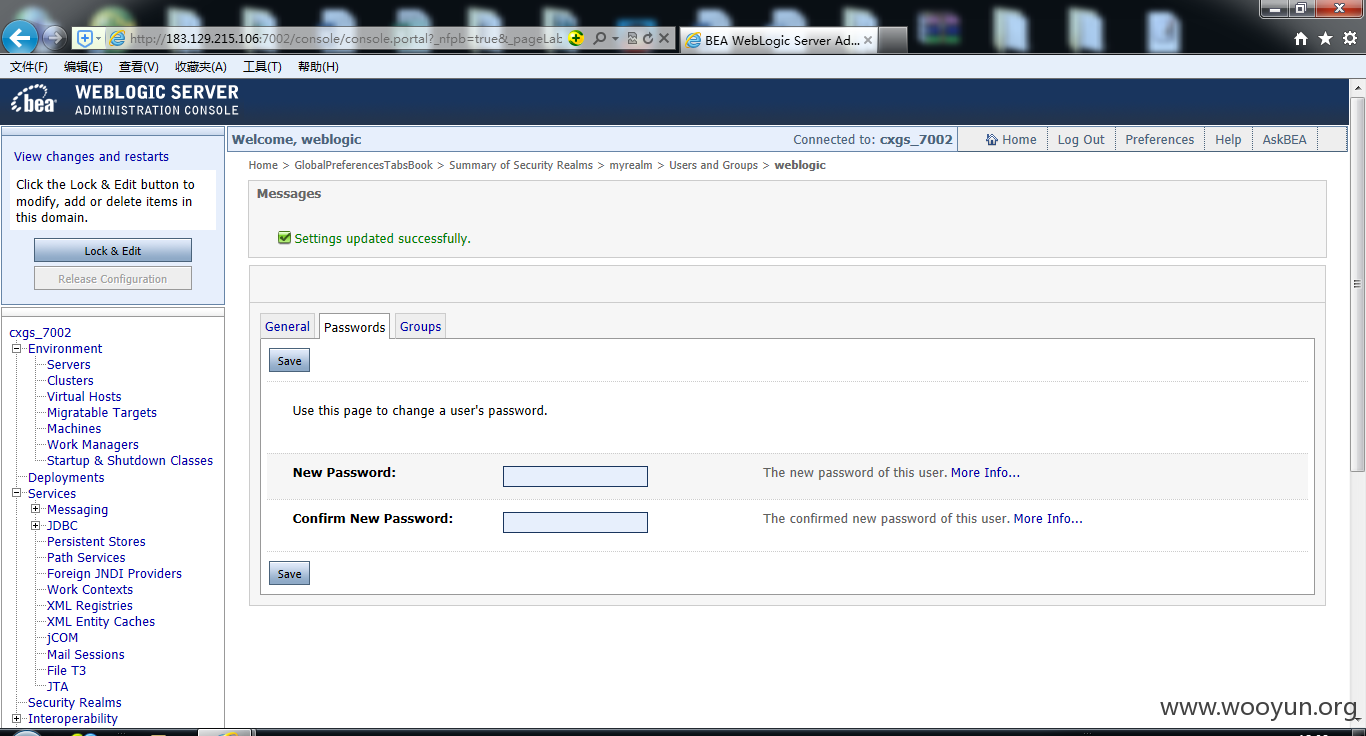 http://183.129.215.106:7002/console/console.portal?_nfpb=true&_pageLab
BEA WebLogic Server Ad...
文件(F) 编辑(E) 查看(V) 收藏夹(A) 工具(T) 帮助(H)
bea WEBLOGIC SERVER
ADMINISTRATION CONSOLE
View changes and restarts
Click the Lock & Edit button to
modify, add or delete items in
this domain.
Lock & Edit
Release Configuration
cxgs_7002
Environment
Servers
Clusters
Virtual Hosts
Migratable Targets
Machines
Work Managers
Startup & Shutdown Classes
Deployments
Services
Messaging
JDBC
Persistent Stores
Path Services
Foreign JNDI Providers
Work Contexts
XML Registries
XML Entity Caches
jCOM
Mail Sessions
File T3
JTA
Security Realms
Interoperability
Welcome, weblogic
Connected to: cxgs_7002
Home
Log Out
Preferences
Help
AskBEA
Home > GlobalPreferencesTabsBook > Summary of Security Realms > myrealm > Users and Groups > weblogic
Messages
Settings updated successfully.
General
Passwords
Groups
Save
Use this page to change a user's password.
New Password:
The new password of this user. More Info...
Confirm New Password:
The confirmed new password of this user. More Info...
Save
www.wooyun.org